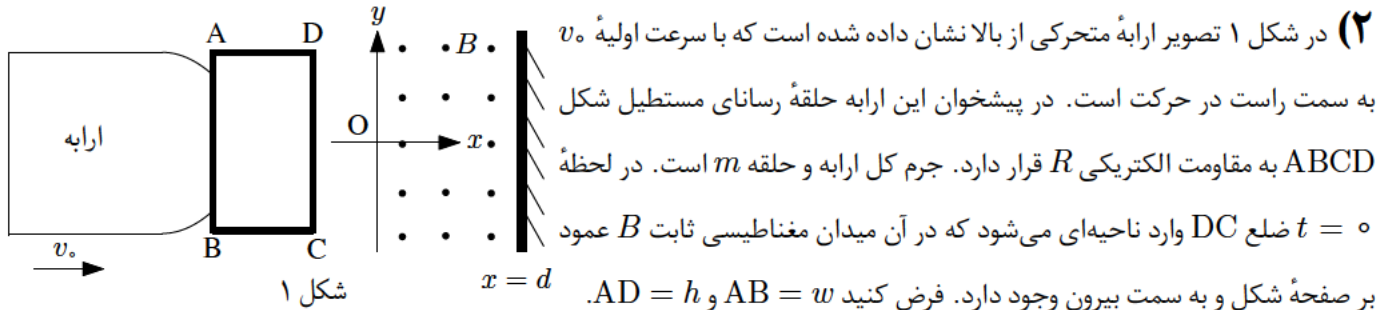 ۲) در شکل ۱ تصویر ارابهٔ متحرکی از بالا نشان داده شده است که با سرعت اولیهٔ v₀
به سمت راست در حرکت است. در پیشخوان این ارابه حلقهٔ رسانای مستطیل شکل
ABCD به مقاومت الکتریکی R قرار دارد. جرم کل ارابه و حلقه m است. در لحظهٔ
t = ۰ ضلع DC وارد ناحیه‌ای می‌شود که در آن میدان مغناطیسی ثابت B عمود
بر صفحهٔ شکل و به سمت بیرون وجود دارد. فرض کنید AB = w و AD = h.
A D
y
B
O
x
ارابه
B C
v₀
x = d
شکل ۱